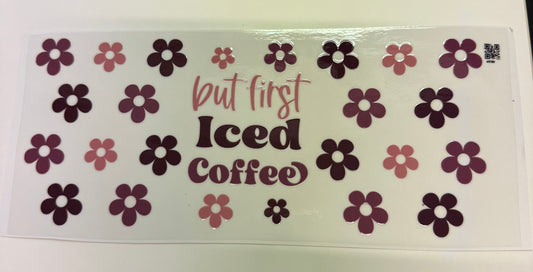 but first
Iced
Coffee